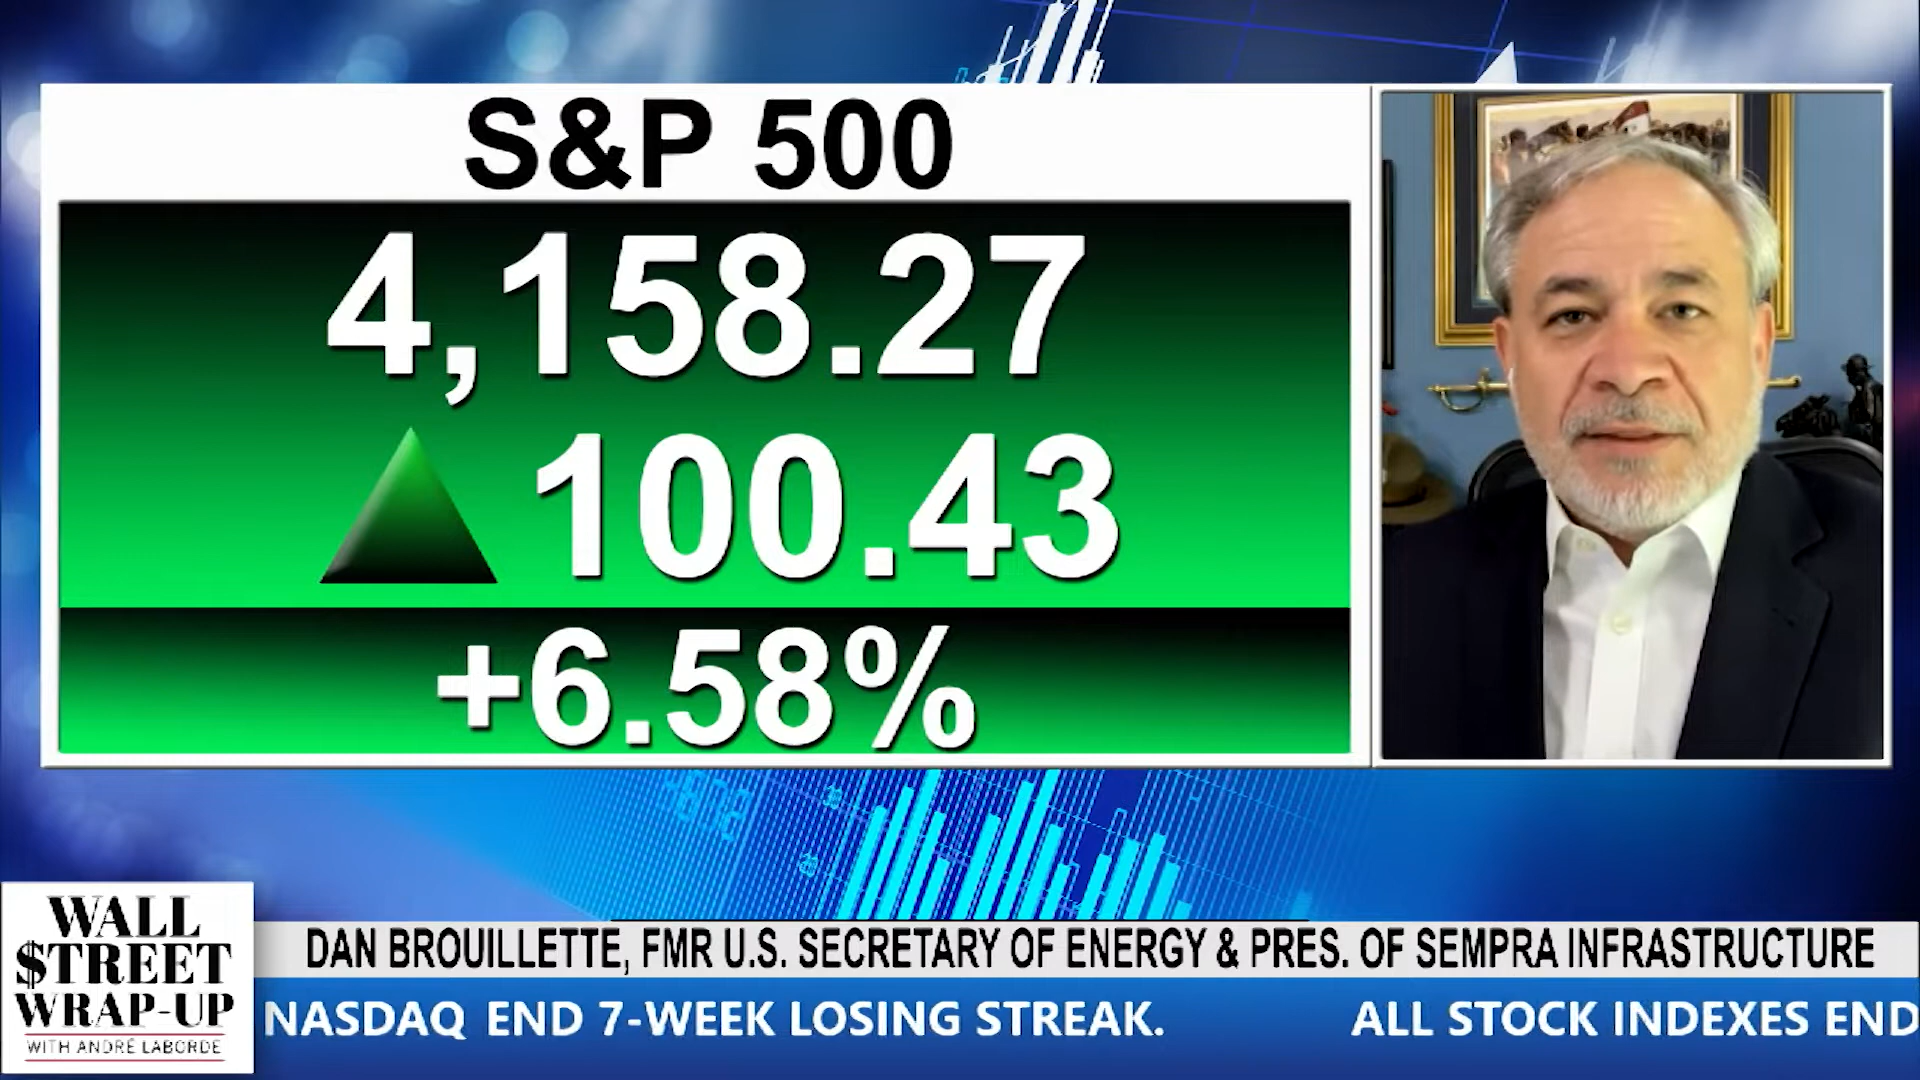 S&P 500
4,158.27
▲ 100.43
+6.58%
WALL
$TREET
WRAP-UP
WITH ANDRÉ LABORDE
DAN BROUILLETTE, FMR U.S. SECRETARY OF ENERGY & PRES. OF SEMPRA INFRASTRUCTURE
NASDAQ END 7-WEEK LOSING STREAK. ALL STOCK INDEXES END